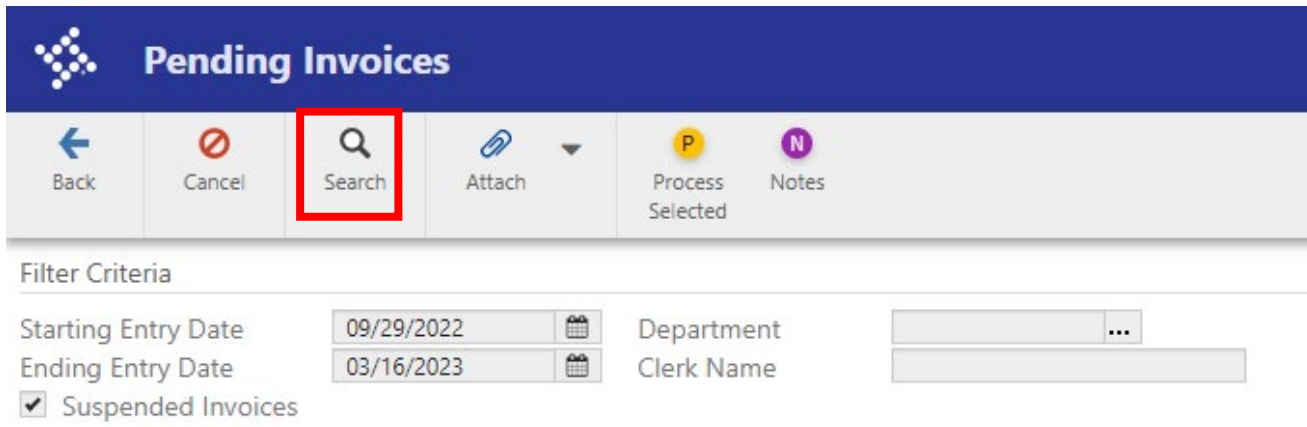 Pending Invoices
Back Cancel Search Attach P Process Selected N Notes
Filter Criteria
Starting Entry Date 09/29/2022 Department ...
Ending Entry Date 03/16/2023 Clerk Name
Suspended Invoices